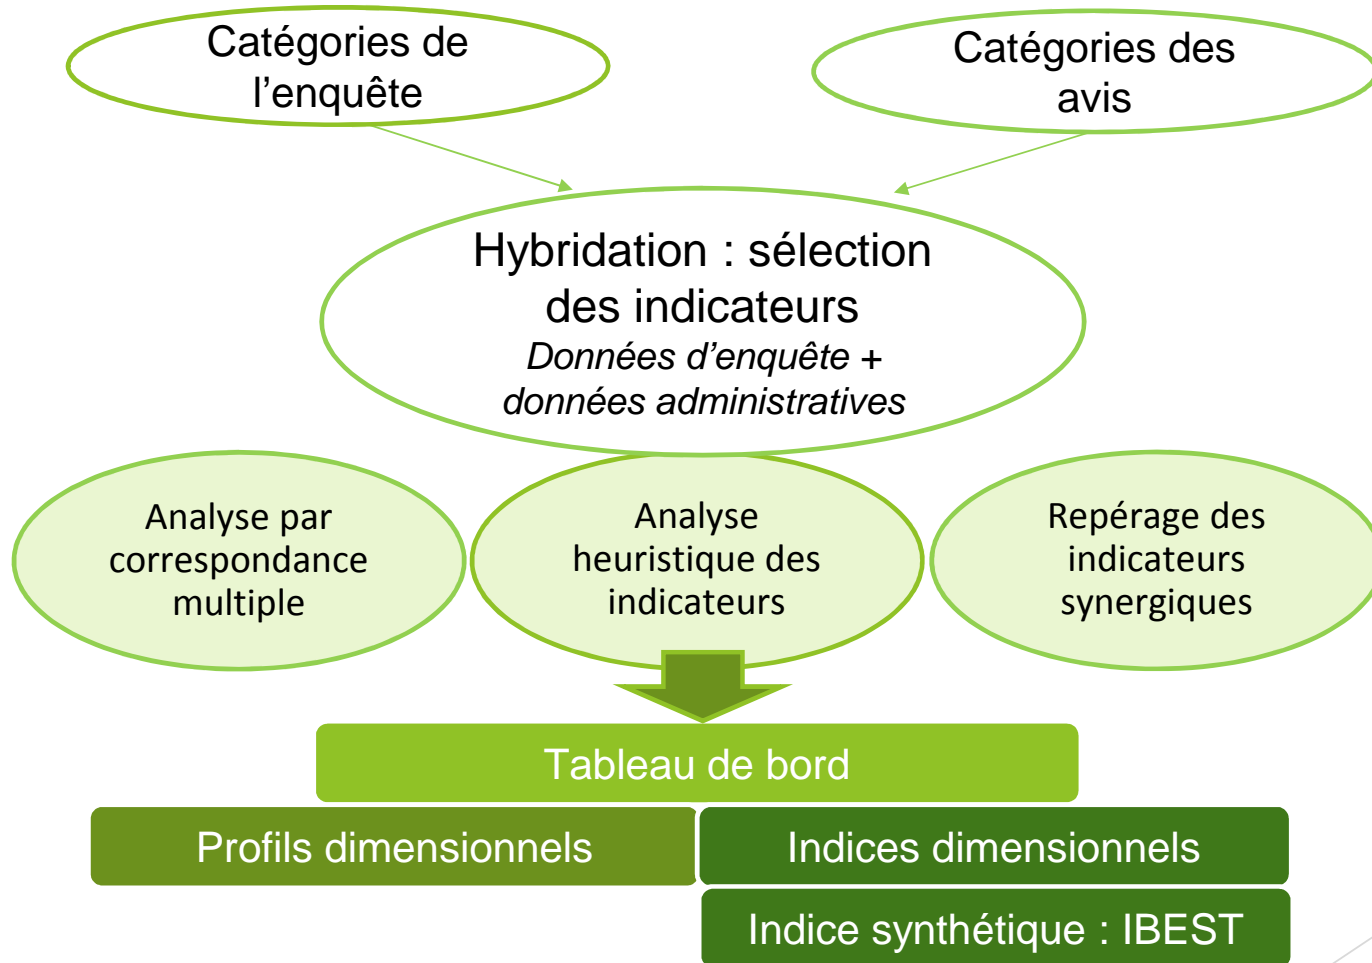 Catégories de
l’enquête
Catégories des
avis
Hybridation : sélection
des indicateurs
Données d’enquête +
données administratives
Analyse par
correspondance
multiple
Analyse
heuristique des
indicateurs
Repérage des
indicateurs
synergiques
Tableau de bord
Profils dimensionnels
Indices dimensionnels
Indice synthétique : IBEST